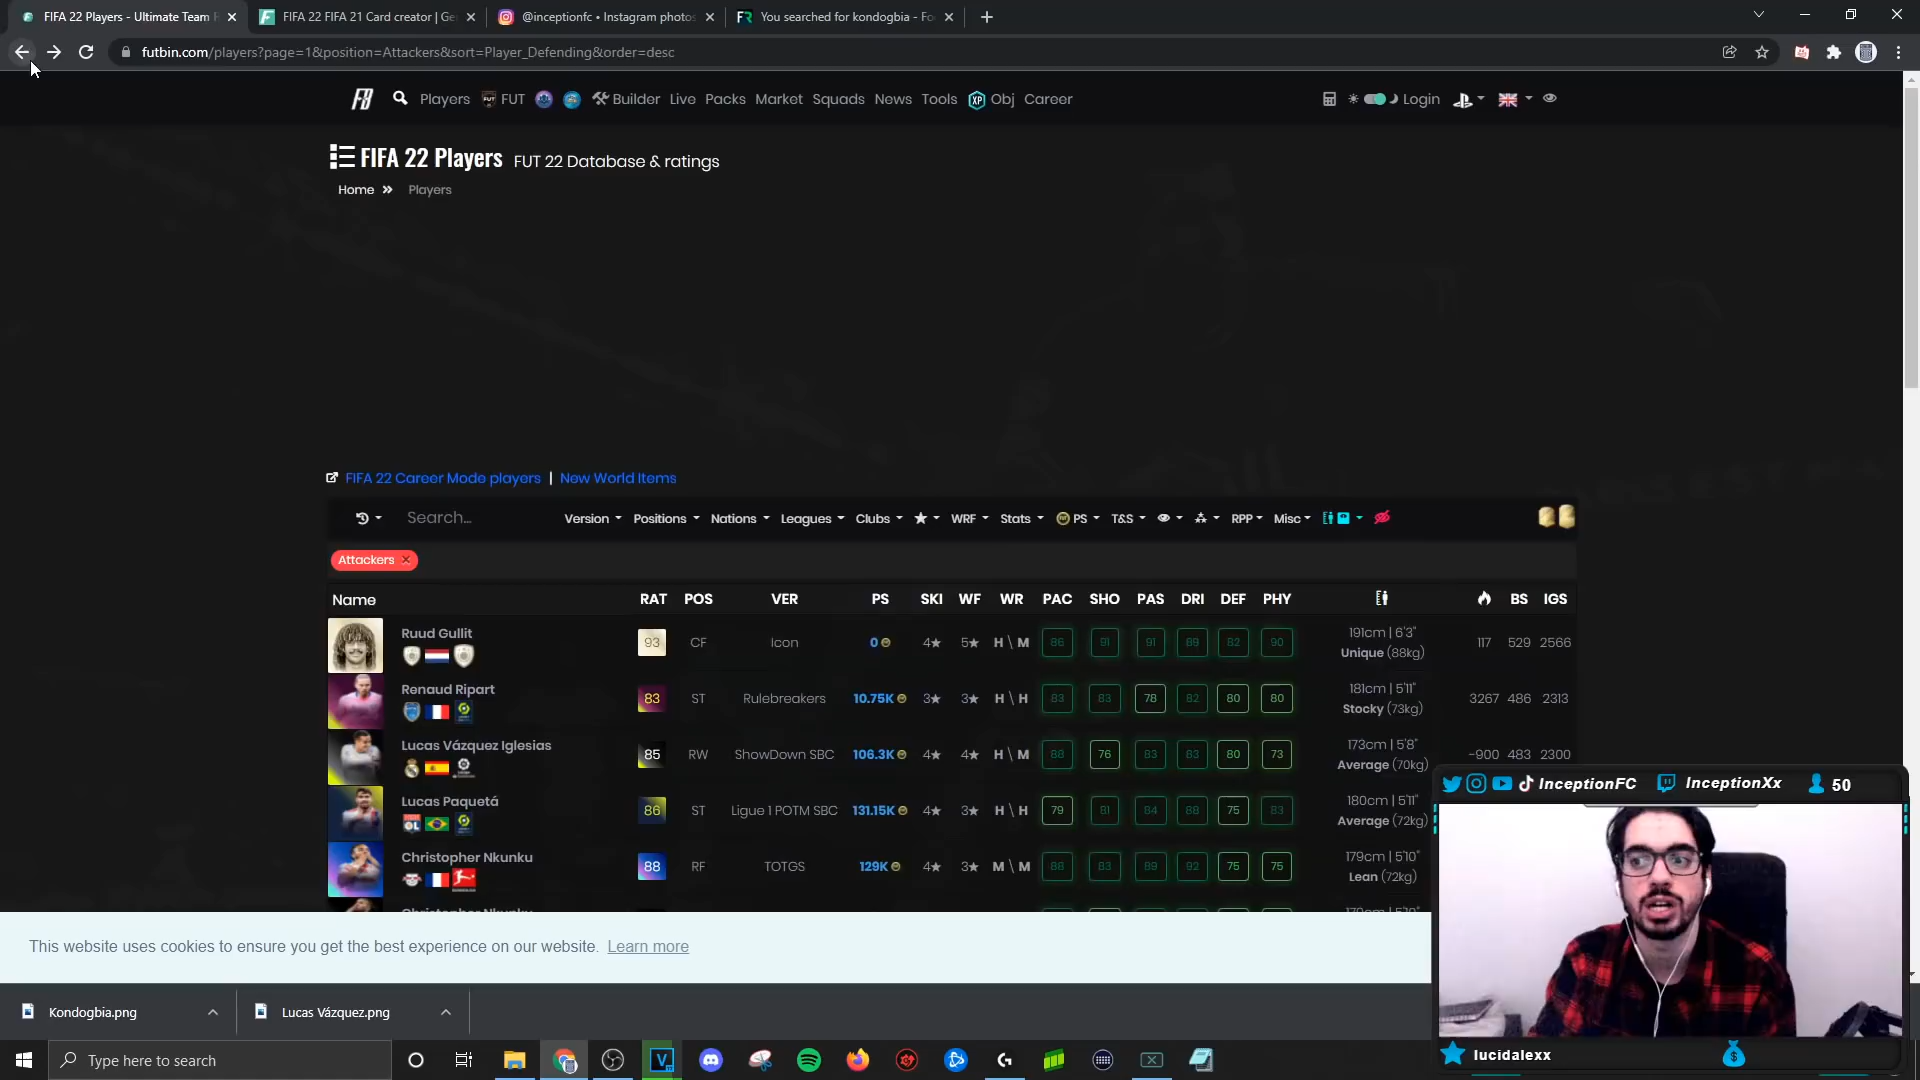 FIFA 22 Players - Ultimate Team F
FIFA 22 FIFA 21 Card creator | Ge
@inceptionfc • Instagram photos
You searched for kondogbia - Fo
futbin.com/players?page=1&position=Attackers&sort=Player_Defending&order=desc
Players FUT Builder Live Packs Market Squads News Tools XP Obj Career Login
FIFA 22 Players FUT 22 Database & ratings
Home » Players
FIFA 22 Career Mode players | New World Items
Search... Version Positions Nations Leagues Clubs WRF Stats PS T&S RPP Misc
Attackers ×
Name RAT POS VER PS SKI WF WR PAC SHO PAS DRI DEF PHY BS IGS
Ruud Gullit 93 CF Icon 0 4★ 5★ H \ M 86 91 91 89 82 90 191cm | 6'3" 117 529 2566
Unique (88kg)
Renaud Ripart 83 ST Rulebreakers 10.75K 3★ 3★ H \ H 83 83 78 82 80 80 181cm | 5'11" 3267 486 2313
Stocky (73kg)
Lucas Vázquez Iglesias 85 RW ShowDown SBC 106.3K 4★ 4★ H \ M 88 76 83 83 80 73 173cm | 5'8" -900 483 2300
Average (70kg)
Lucas Paquetá 86 ST Ligue 1 POTM SBC 131.15K 4★ 3★ H \ H 79 81 84 88 75 83 180cm | 5'11"
Average (72kg)
Christopher Nkunku 88 RF TOTGS 129K 4★ 3★ M \ M 88 83 89 92 75 75 179cm | 5'10"
Lean (72kg)
InceptionFC InceptionXx 50
This website uses cookies to ensure you get the best experience on our website. Learn more
Kondogbia.png
Lucas Vázquez.png
lucidalexx
Type here to search